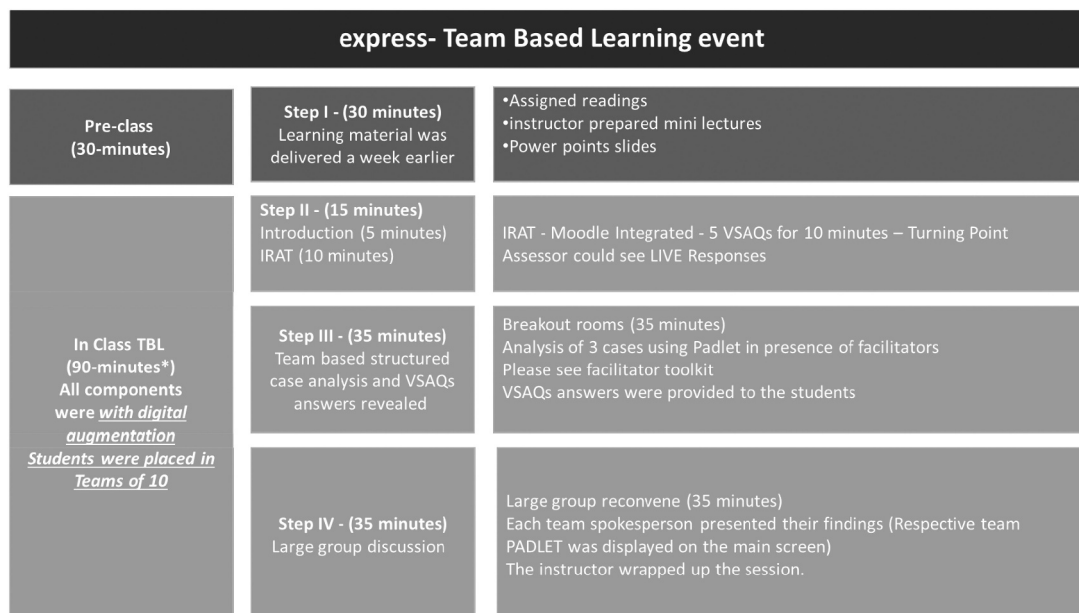 express- Team Based Learning event
Pre-class
(30-minutes)
Step I - (30 minutes)
Learning material was
delivered a week earlier
•Assigned readings
•instructor prepared mini lectures
•Power points slides
In Class TBL
(90-minutes*)
All components
were with digital
augmentation
Students were placed in
Teams of 10
Step II - (15 minutes)
Introduction (5 minutes)
IRAT (10 minutes)
IRAT - Moodle Integrated - 5 VSAQs for 10 minutes – Turning Point
Assessor could see LIVE Responses
Step III - (35 minutes)
Team based structured
case analysis and VSAQs
answers revealed
Breakout rooms (35 minutes)
Analysis of 3 cases using Padlet in presence of facilitators
Please see facilitator toolkit
VSAQs answers were provided to the students
Step IV - (35 minutes)
Large group discussion
Large group reconvene (35 minutes)
Each team spokesperson presented their findings (Respective team
PADLET was displayed on the main screen)
The instructor wrapped up the session.